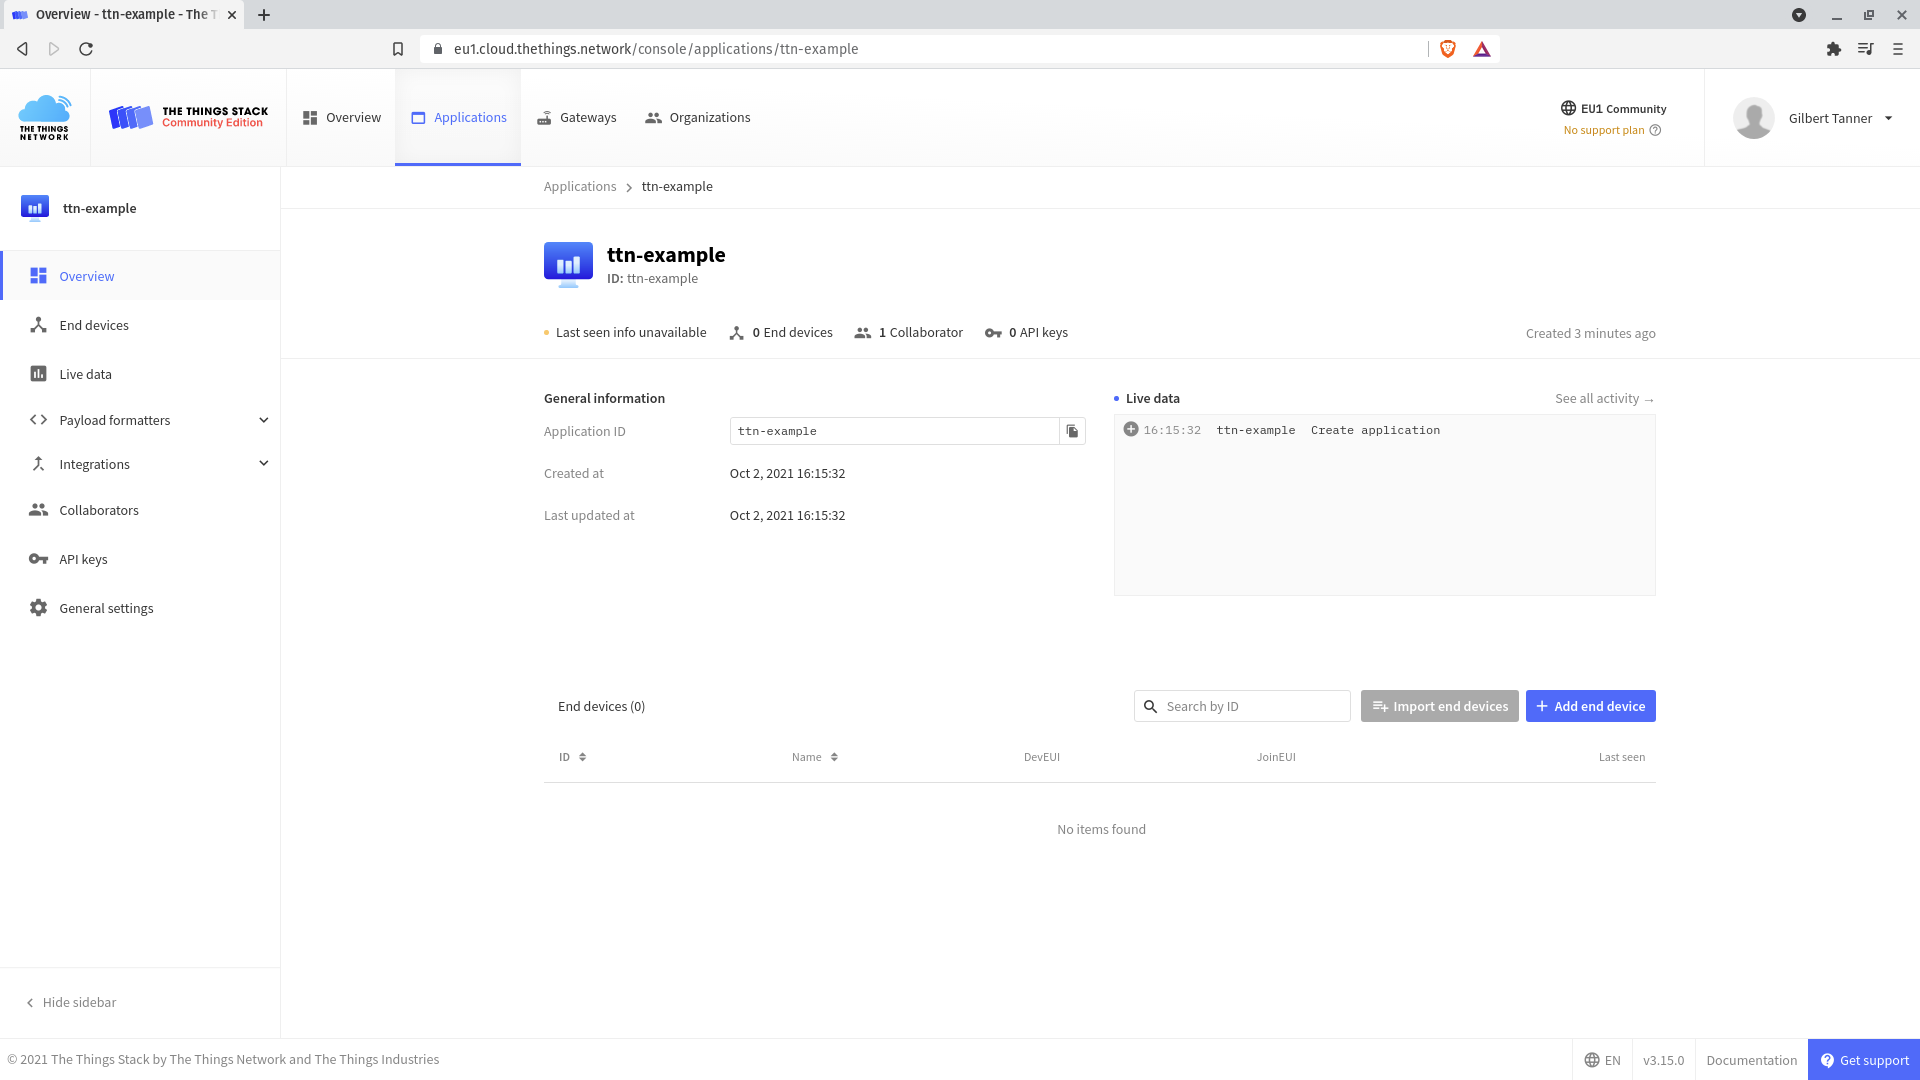 Overview - ttn-example - The T
eu1.cloud.thethings.network/console/applications/ttn-example
THE THINGS
NETWORK
THE THINGS STACK
Community Edition
Overview
Applications
Gateways
Organizations
EU1 Community
No support plan
Gilbert Tanner
ttn-example
Overview
End devices
Live data
Payload formatters
Integrations
Collaborators
API keys
General settings
Hide sidebar
Applications > ttn-example
ttn-example
ID: ttn-example
Last seen info unavailable
0 End devices
1 Collaborator
0 API keys
Created 3 minutes ago
General information
Application ID
ttn-example
Created at
Oct 2, 2021 16:15:32
Last updated at
Oct 2, 2021 16:15:32
Live data
See all activity →
16:15:32 ttn-example Create application
End devices (0)
Search by ID
Import end devices
Add end device
ID
Name
DevEUI
JoinEUI
Last seen
No items found
© 2021 The Things Stack by The Things Network and The Things Industries
EN
v3.15.0
Documentation
Get support